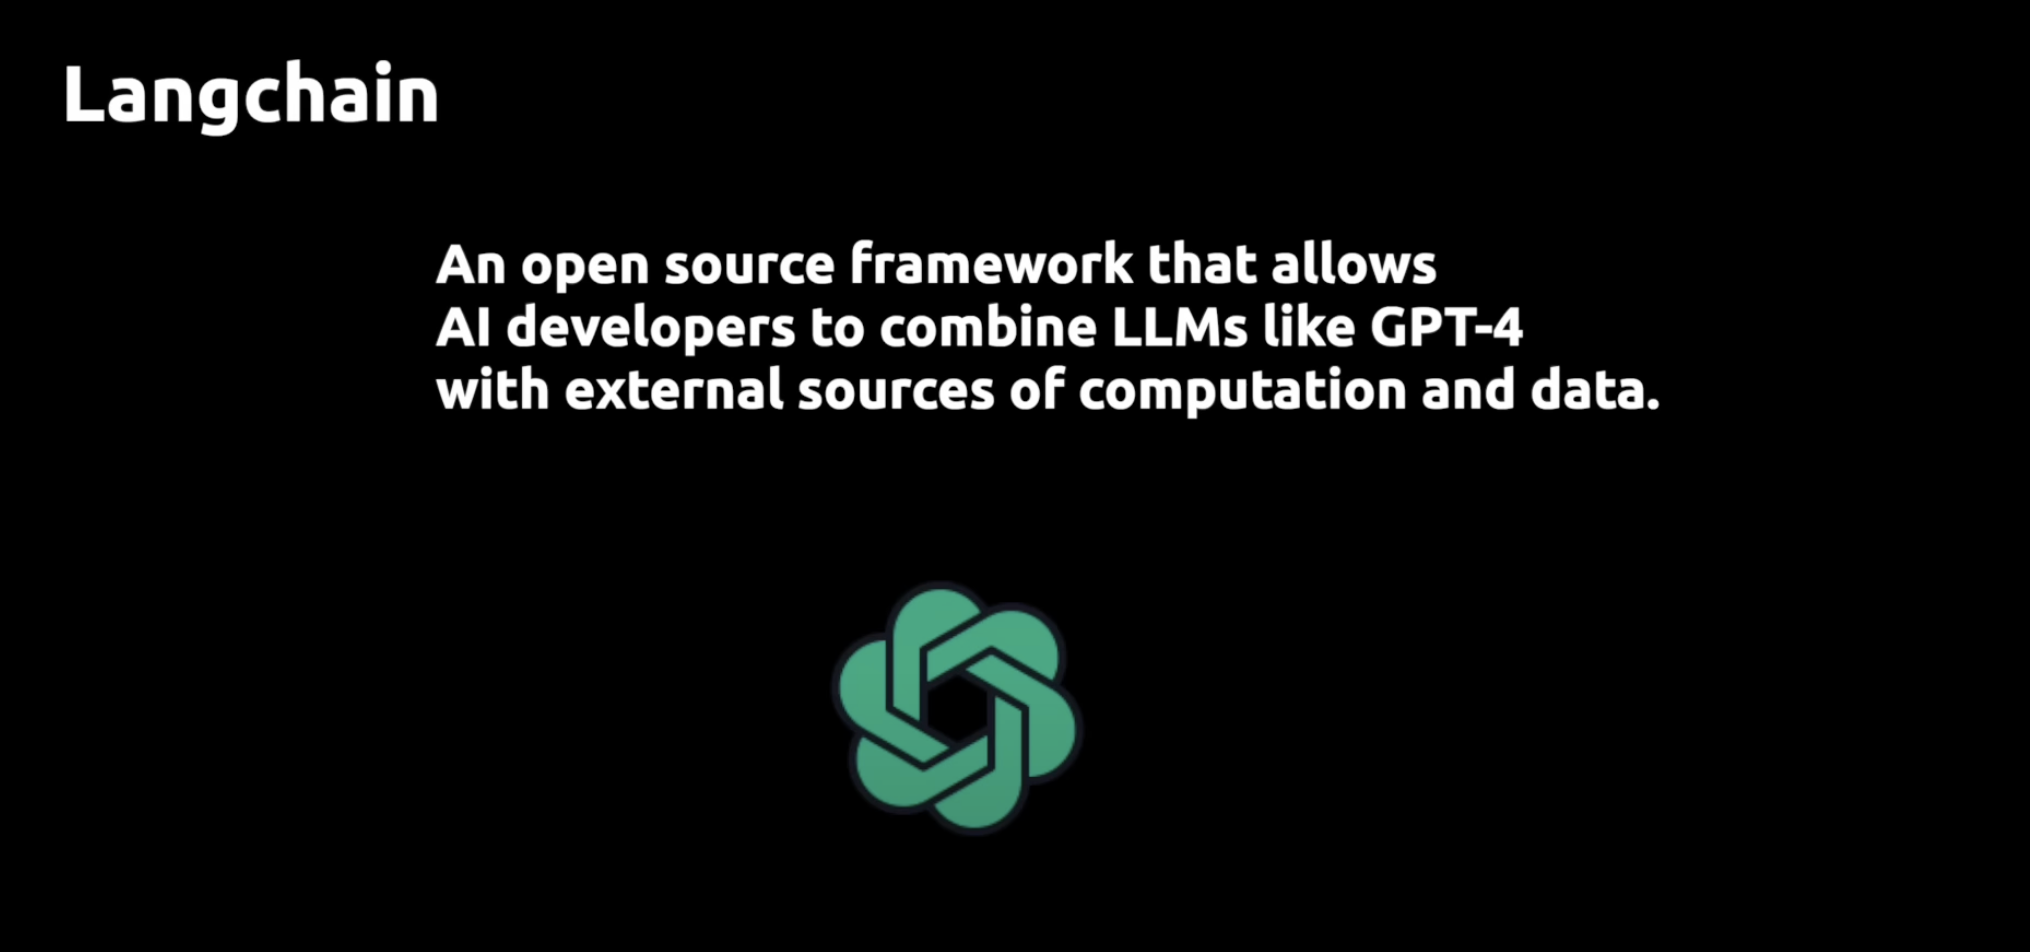 Langchain
An open source framework that allows
AI developers to combine LLMs like GPT-4
with external sources of computation and data.